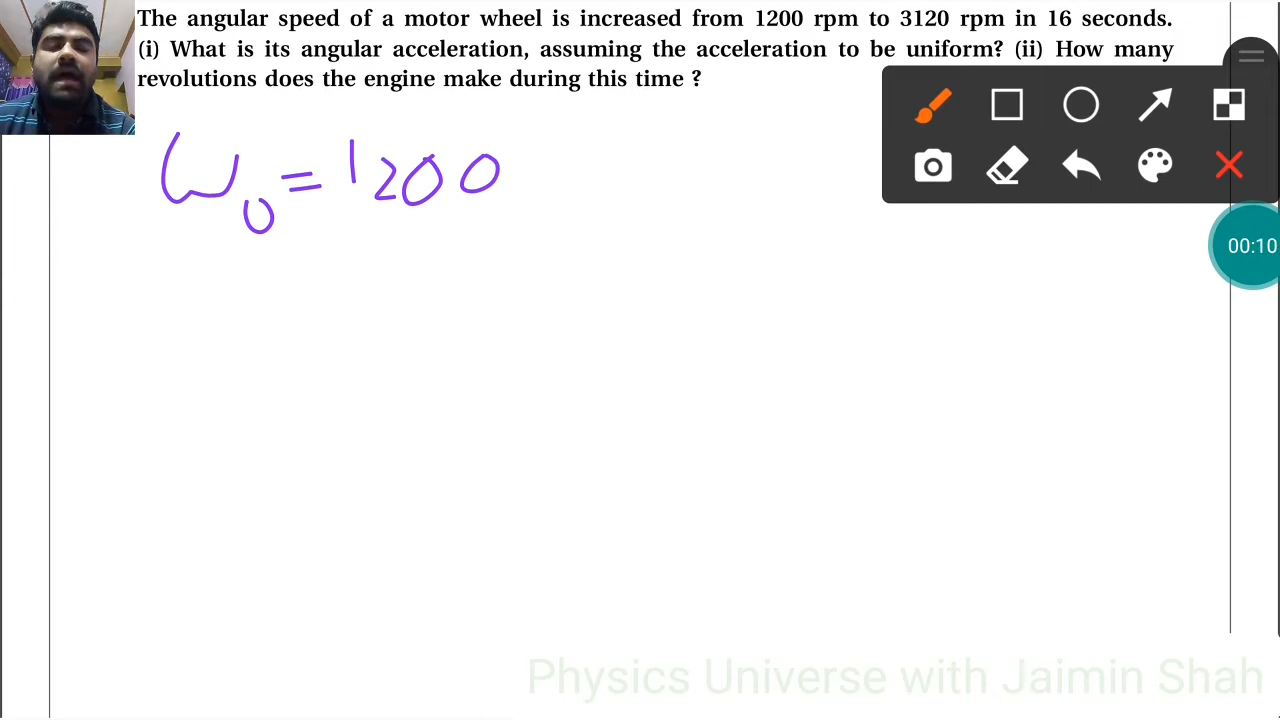 The angular speed of a motor wheel is increased from 1200 rpm to 3120 rpm in 16 seconds.
(i) What is its angular acceleration, assuming the acceleration to be uniform? (ii) How many
revolutions does the engine make during this time ?
ω₀ = 1200
00:10
Physics Universe with Jaimin Shah